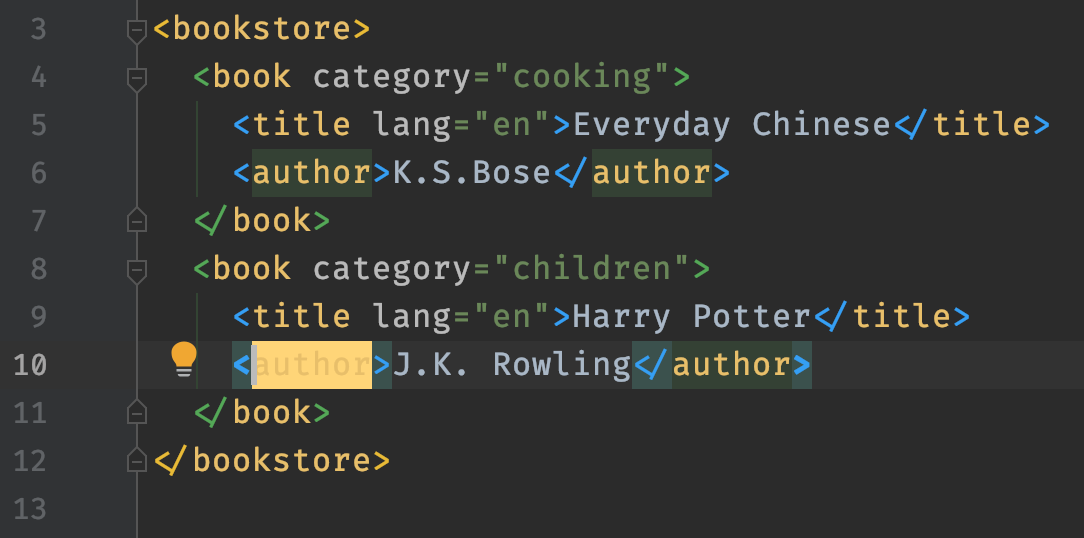 3 <bookstore>
4 <book category="cooking">
5 <title lang="en">Everyday Chinese</title>
6 <author>K.S.Bose</author>
7 </book>
8 <book category="children">
9 <title lang="en">Harry Potter</title>
10 <author>J.K. Rowling</author>
11 </book>
12 </bookstore>
13